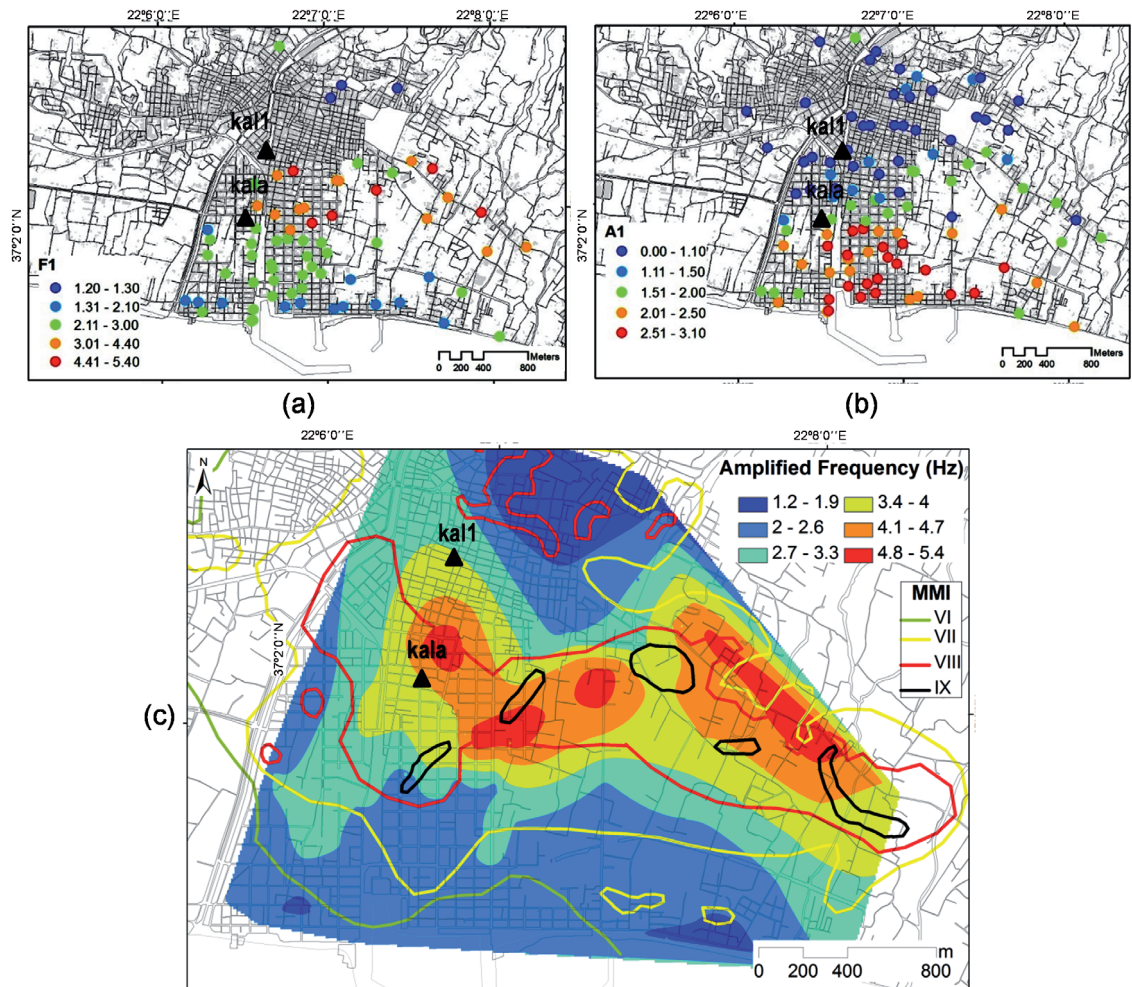 22°6'0''E 22°7'0''E 22°8'0''E
kal1
kala
37°2'0''N
F1
1.20 - 1.30
1.31 - 2.10
2.11 - 3.00
3.01 - 4.40
4.41 - 5.40
Meters
0 200 400 800
(a)
22°6'0''E 22°7'0''E 22°8'0''E
kal1
kala
37°2'0''N
A1
0.00 - 1.10
1.11 - 1.50
1.51 - 2.00
2.01 - 2.50
2.51 - 3.10
Meters
0 200 400 800
(b)
22°6'0''E 22°8'0''E
N
kal1
kala
37°2'0''N
(c)
Amplified Frequency (Hz)
1.2 - 1.9 3.4 - 4
2 - 2.6 4.1 - 4.7
2.7 - 3.3 4.8 - 5.4
MMI
VI
VII
VIII
IX
m
0 200 400 800